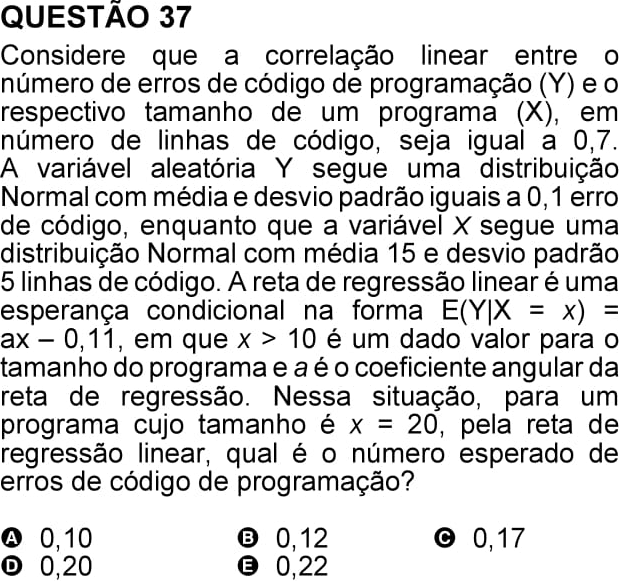 QUESTÃO 37
Considere que a correlação linear entre o
número de erros de código de programação (Y) e o
respectivo tamanho de um programa (X), em
número de linhas de código, seja igual a 0,7.
A variável aleatória Y segue uma distribuição
Normal com média e desvio padrão iguais a 0,1 erro
de código, enquanto que a variável X segue uma
distribuição Normal com média 15 e desvio padrão
5 linhas de código. A reta de regressão linear é uma
esperança condicional na forma E(Y|X = x) =
ax – 0,11, em que x > 10 é um dado valor para o
tamanho do programa e a é o coeficiente angular da
reta de regressão. Nessa situação, para um
programa cujo tamanho é x = 20, pela reta de
regressão linear, qual é o número esperado de
erros de código de programação?
A 0,10 B 0,12 C 0,17
D 0,20 E 0,22